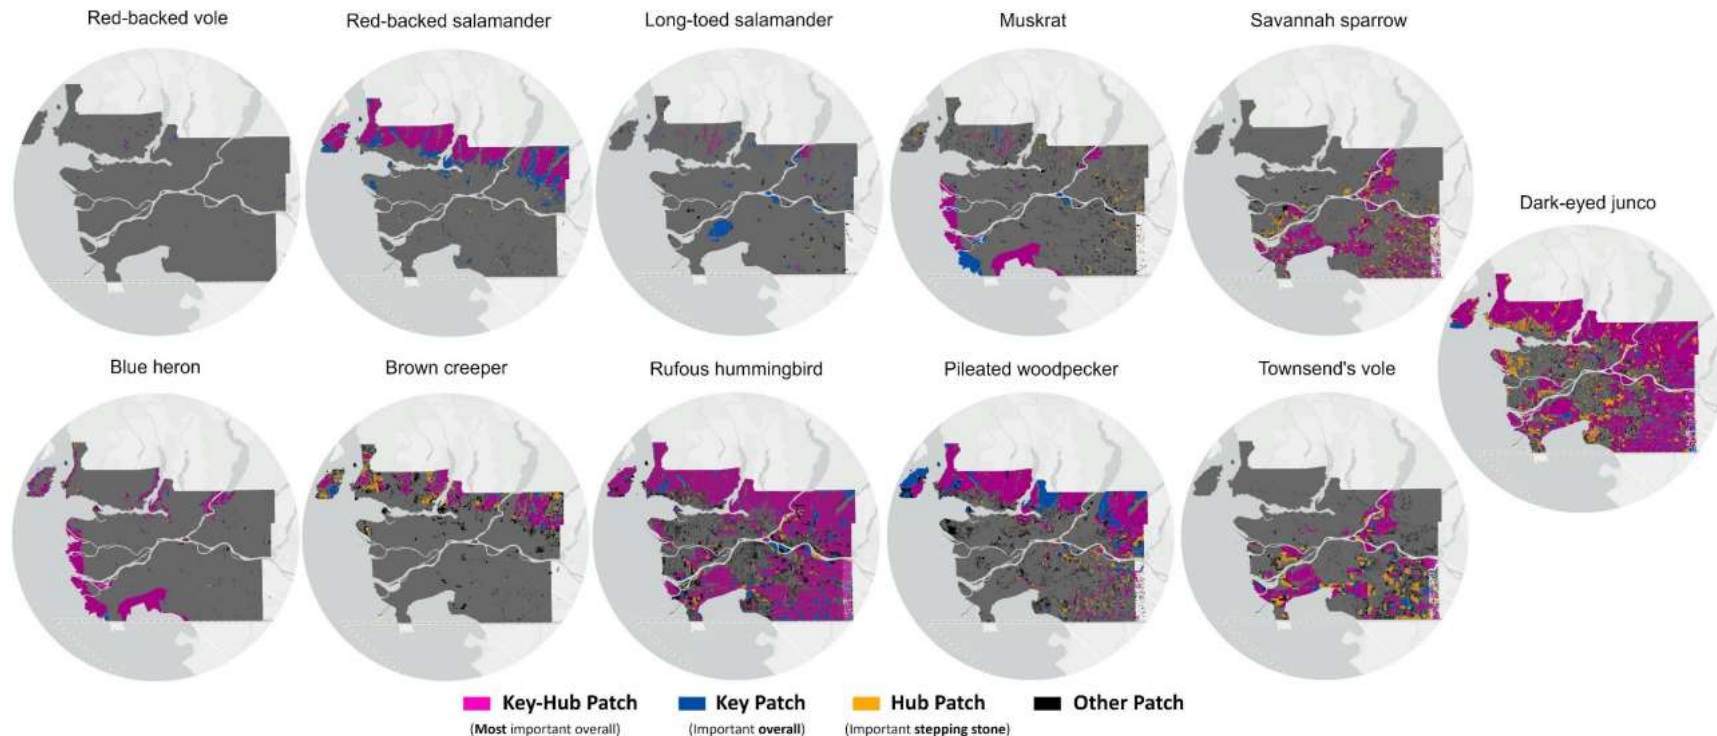 Red-backed vole
Red-backed salamander
Long-toed salamander
Muskrat
Savannah sparrow
Dark-eyed junco
Blue heron
Brown creeper
Rufous hummingbird
Pileated woodpecker
Townsend's vole
Key-Hub Patch
(Most important overall)
Key Patch
(Important overall)
Hub Patch
(Important stepping stone)
Other Patch